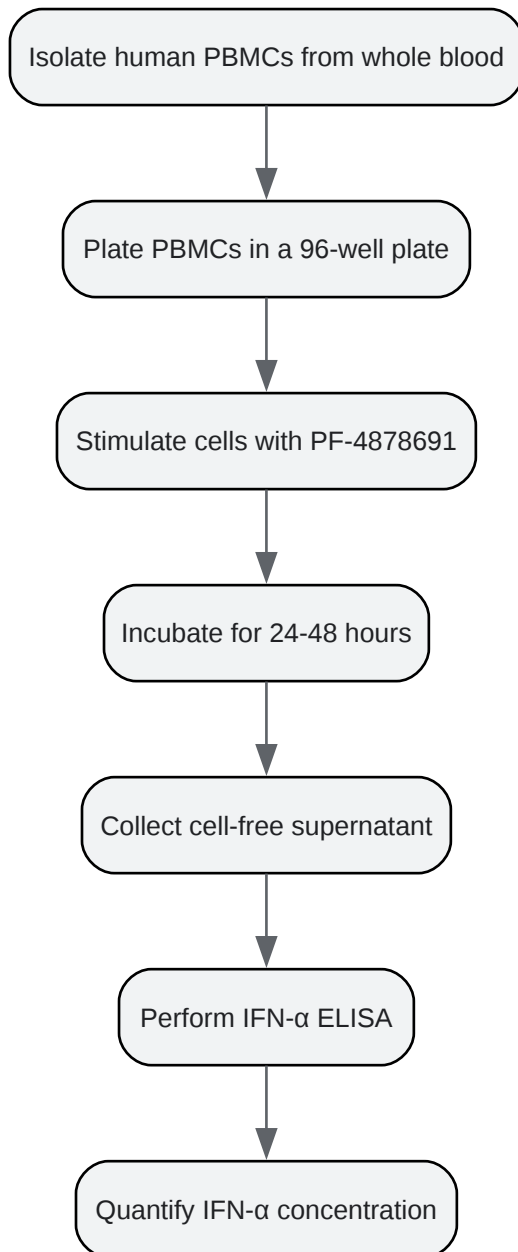 Isolate human PBMCs from whole blood
Plate PBMCs in a 96-well plate
Stimulate cells with PF-4878691
Incubate for 24-48 hours
Collect cell-free supernatant
Perform IFN-α ELISA
Quantify IFN-α concentration